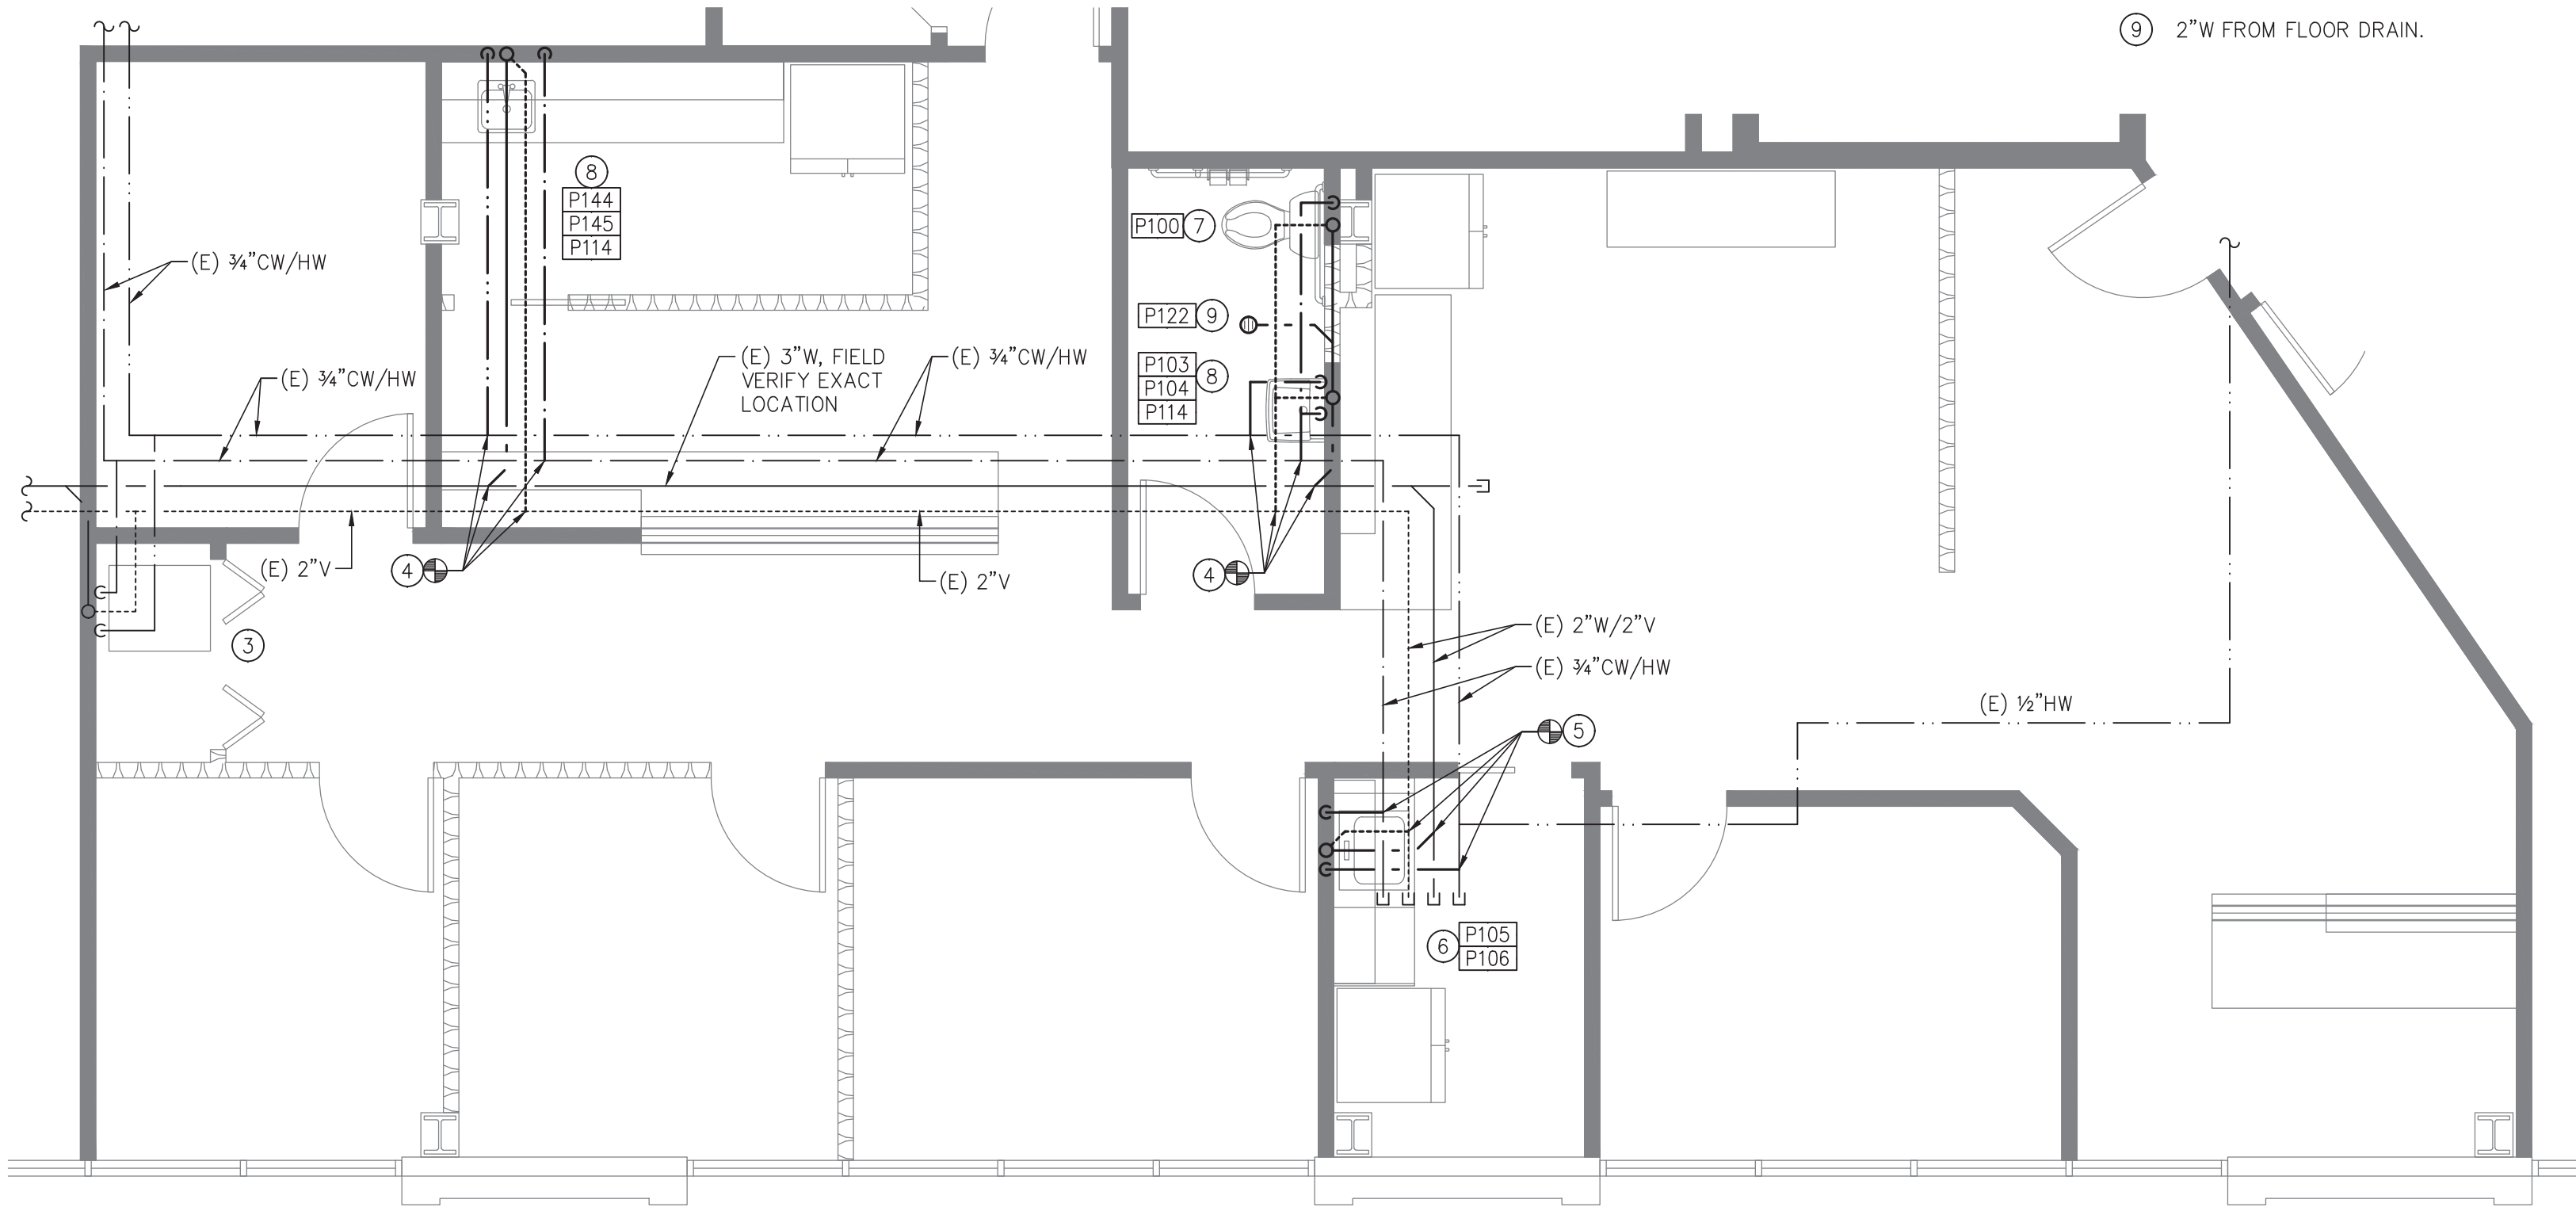 9 2”W FROM FLOOR DRAIN.
8
P144
P145
P114
P100 7
(E) ¾”CW/HW
P122 9
(E) 3”W, FIELD
VERIFY EXACT
LOCATION
(E) ¾”CW/HW
(E) ¾”CW/HW
P103
P104
P114
8
(E) 2”V
4
(E) 2”V
4
3
(E) 2”W/2”V
(E) ¾”CW/HW
(E) ½”HW
5
6
P105
P106